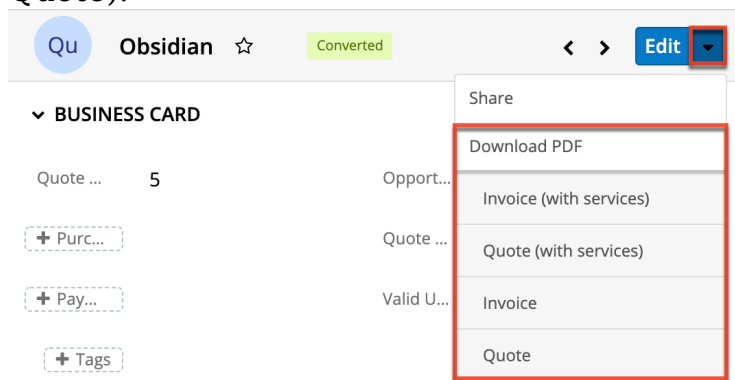 Quote).
Qu Obsidian Converted Edit
Share
BUSINESS CARD
Download PDF
Quote ... 5 Opport...
Invoice (with services)
+ Purc... Quote ...
Quote (with services)
+ Pay... Valid U...
Invoice
+ Tags
Quote